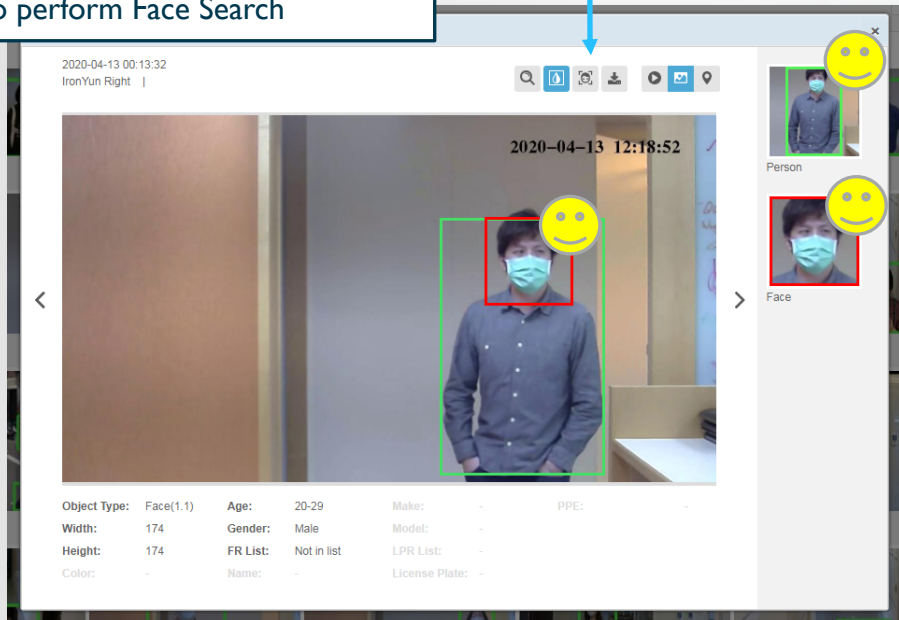 o perform Face Search
×
2020-04-13 00:13:32
IronYun Right |
2020-04-13 12:18:52
Person
Face
Object Type: Face(1.1) Age: 20-29 Make: - PPE: -
Width: 174 Gender: Male Model: -
Height: 174 FR List: Not in list LPR List: -
Color: - Name: - License Plate: -